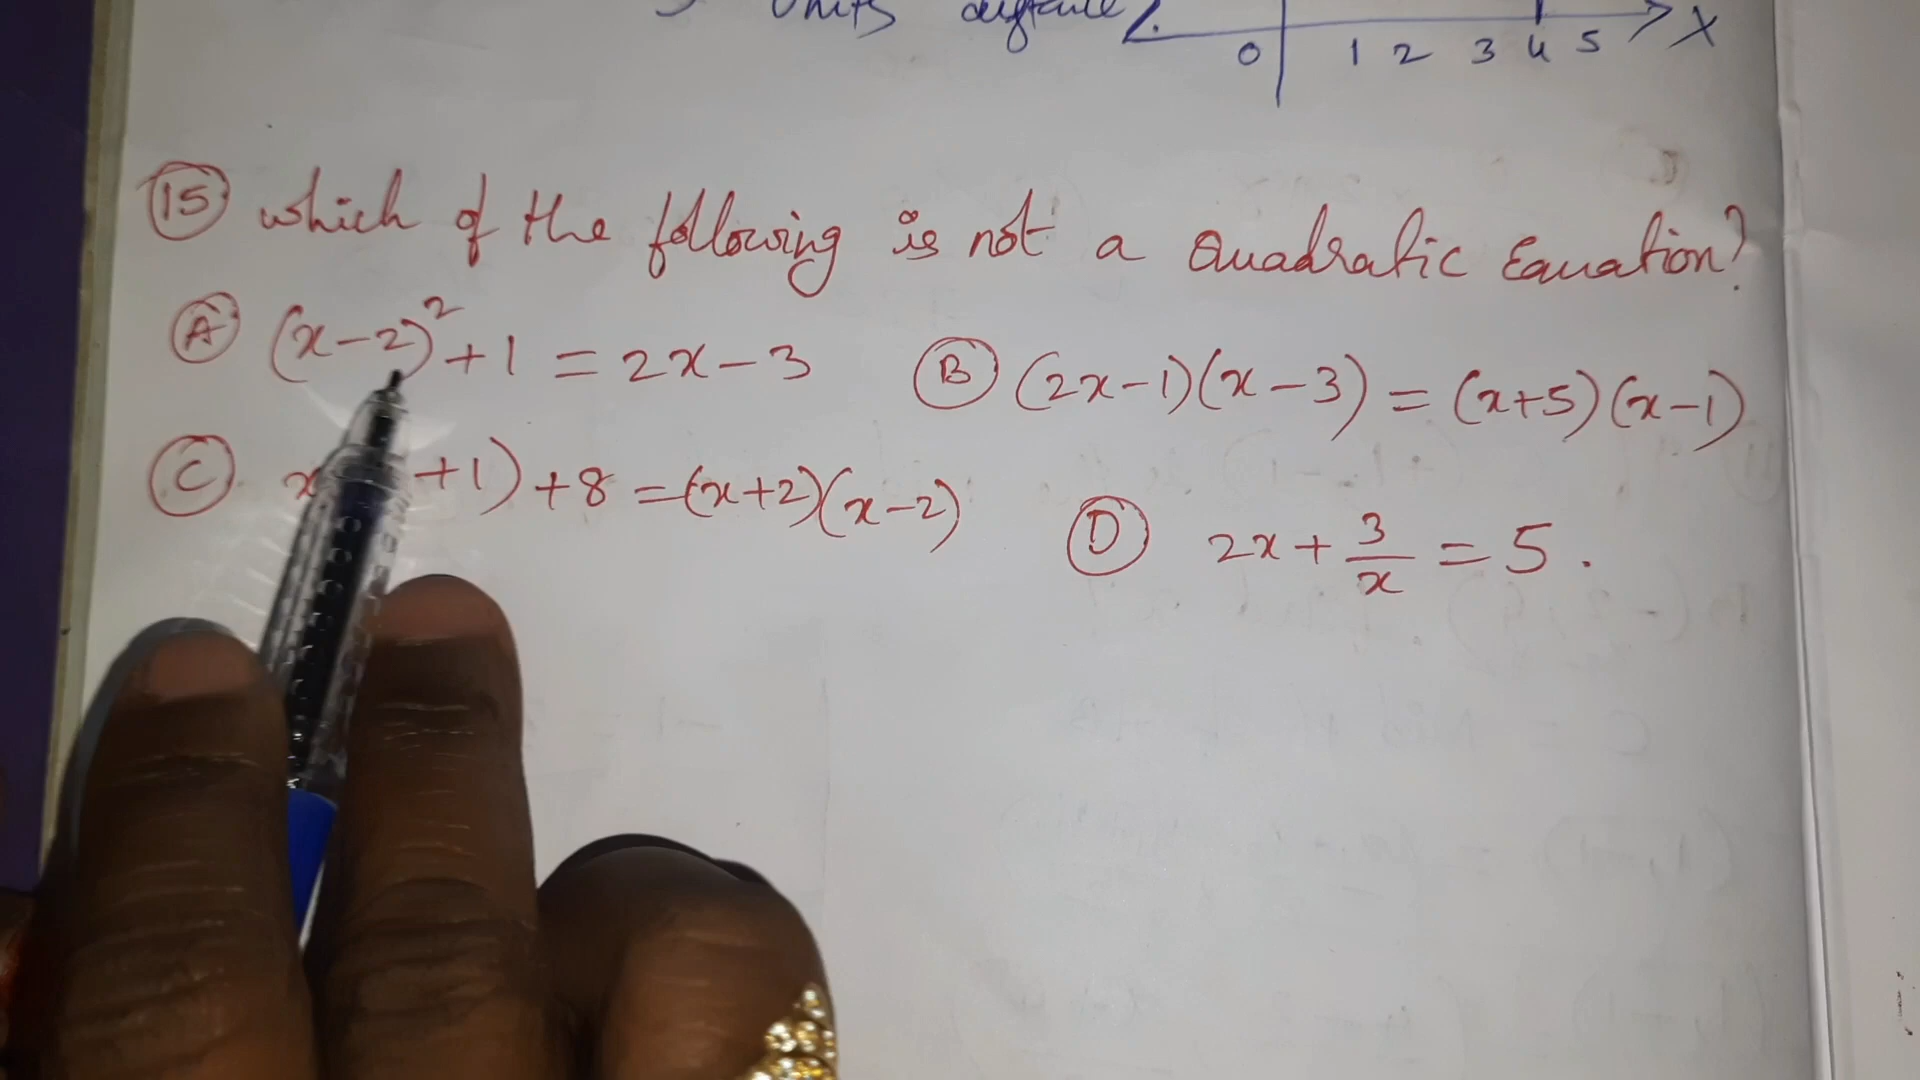 units distance
0 1 2 3 4 5 X
15 which of the following is not a Quadratic Equation?
A (x-2)² + 1 = 2x-3 B (2x-1)(x-3) = (x+5)(x-1)
C x +1) + 8 = (x+2)(x-2) D 2x + 3/x = 5.